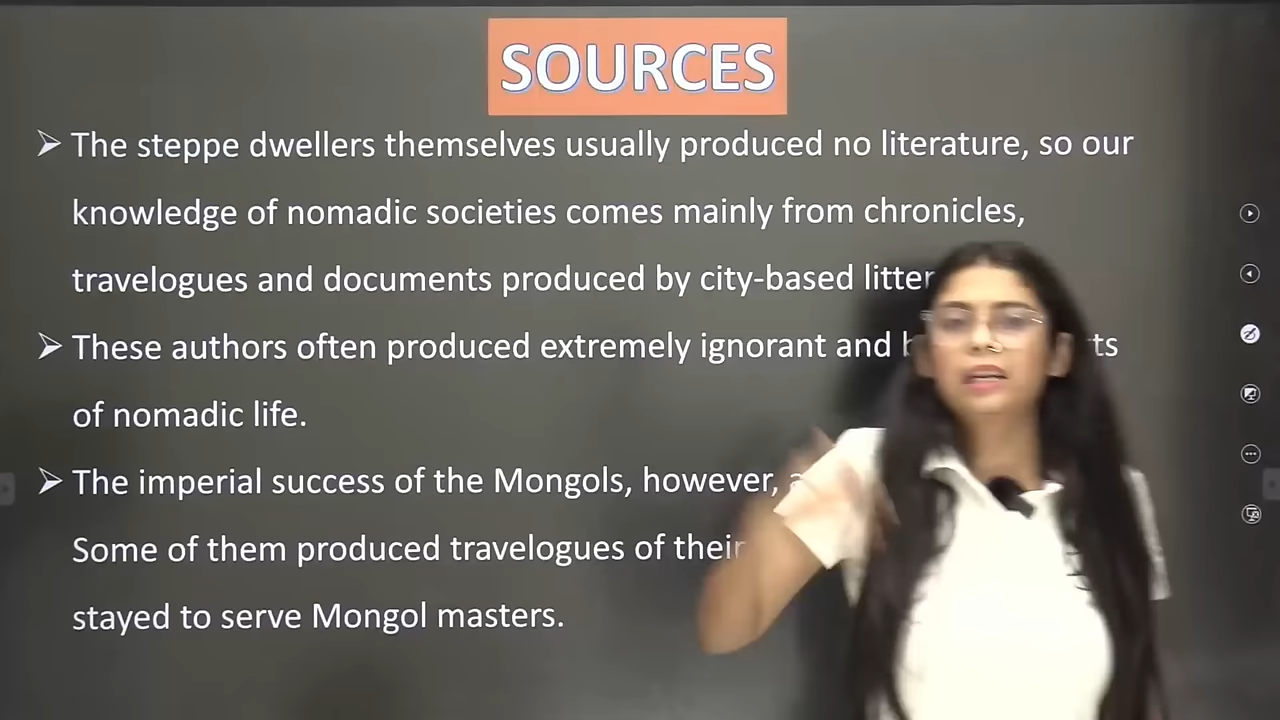 SOURCES
The steppe dwellers themselves usually produced no literature, so our
knowledge of nomadic societies comes mainly from chronicles,
travelogues and documents produced by city-based
These authors often produced extremely ignorant and
of nomadic life.
The imperial success of the Mongols, however,
Some of them produced travelogues of their
stayed to serve Mongol masters.